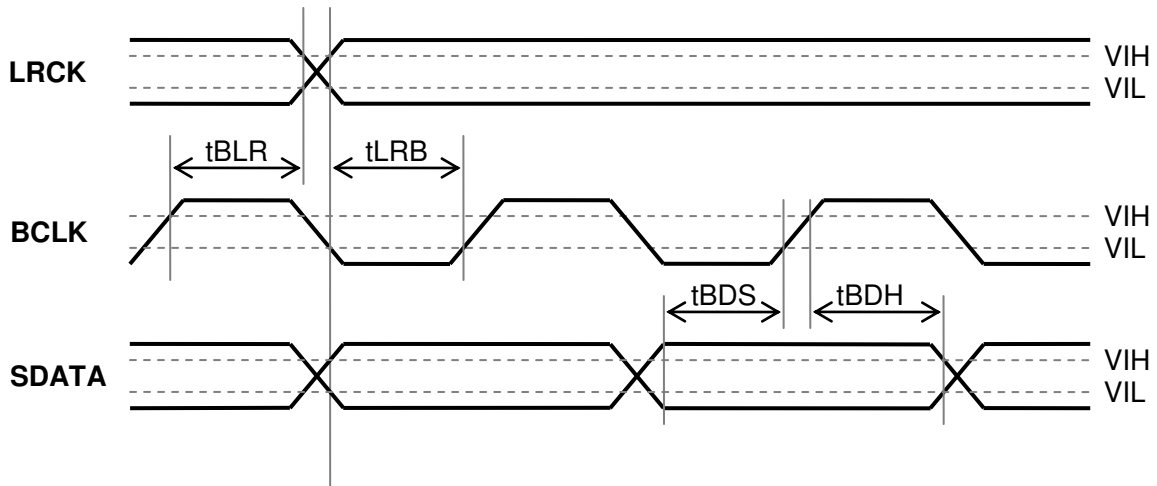 LRCK
VIH
VIL
tBLR
tLRB
BCLK
VIH
VIL
tBDS
tBDH
SDATA
VIH
VIL